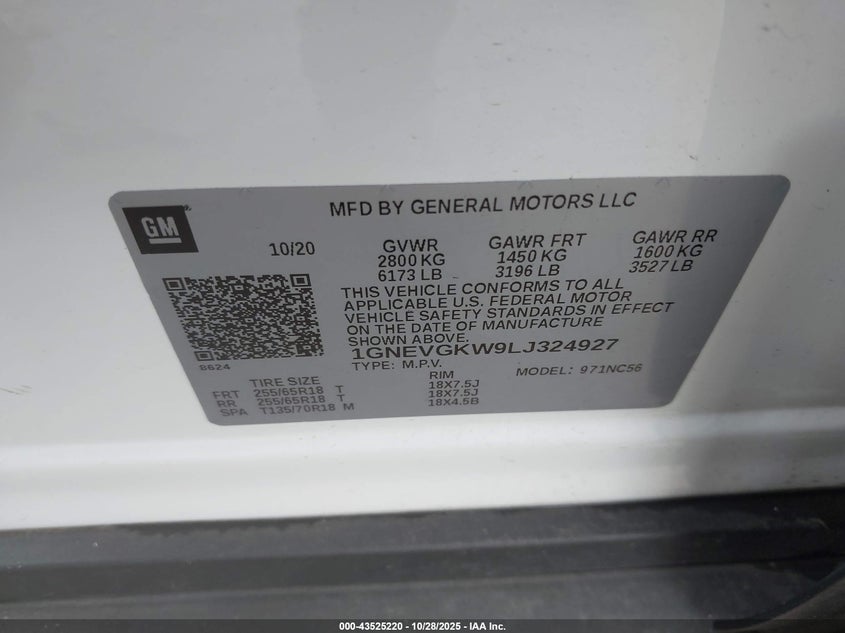 GM
MFD BY GENERAL MOTORS LLC
10/20
GVWR GAWR FRT GAWR RR
2800 KG 1450 KG 1600 KG
6173 LB 3196 LB 3527 LB
THIS VEHICLE CONFORMS TO ALL
APPLICABLE U.S. FEDERAL MOTOR
VEHICLE SAFETY STANDARDS IN EFFECT
ON THE DATE OF MANUFACTURE
SHOWN ABOVE.
8624
1GNEVGKW9LJ324927
TYPE: M.P.V. MODEL: 971NC56
TIRE SIZE RIM
FRT 255/65R18 T 18X7.5J
RR 255/65R18 T 18X7.5J
SPA T135/70R18 M 18X4.5B
000-43525220 - 10/28/2025 - IAA Inc.